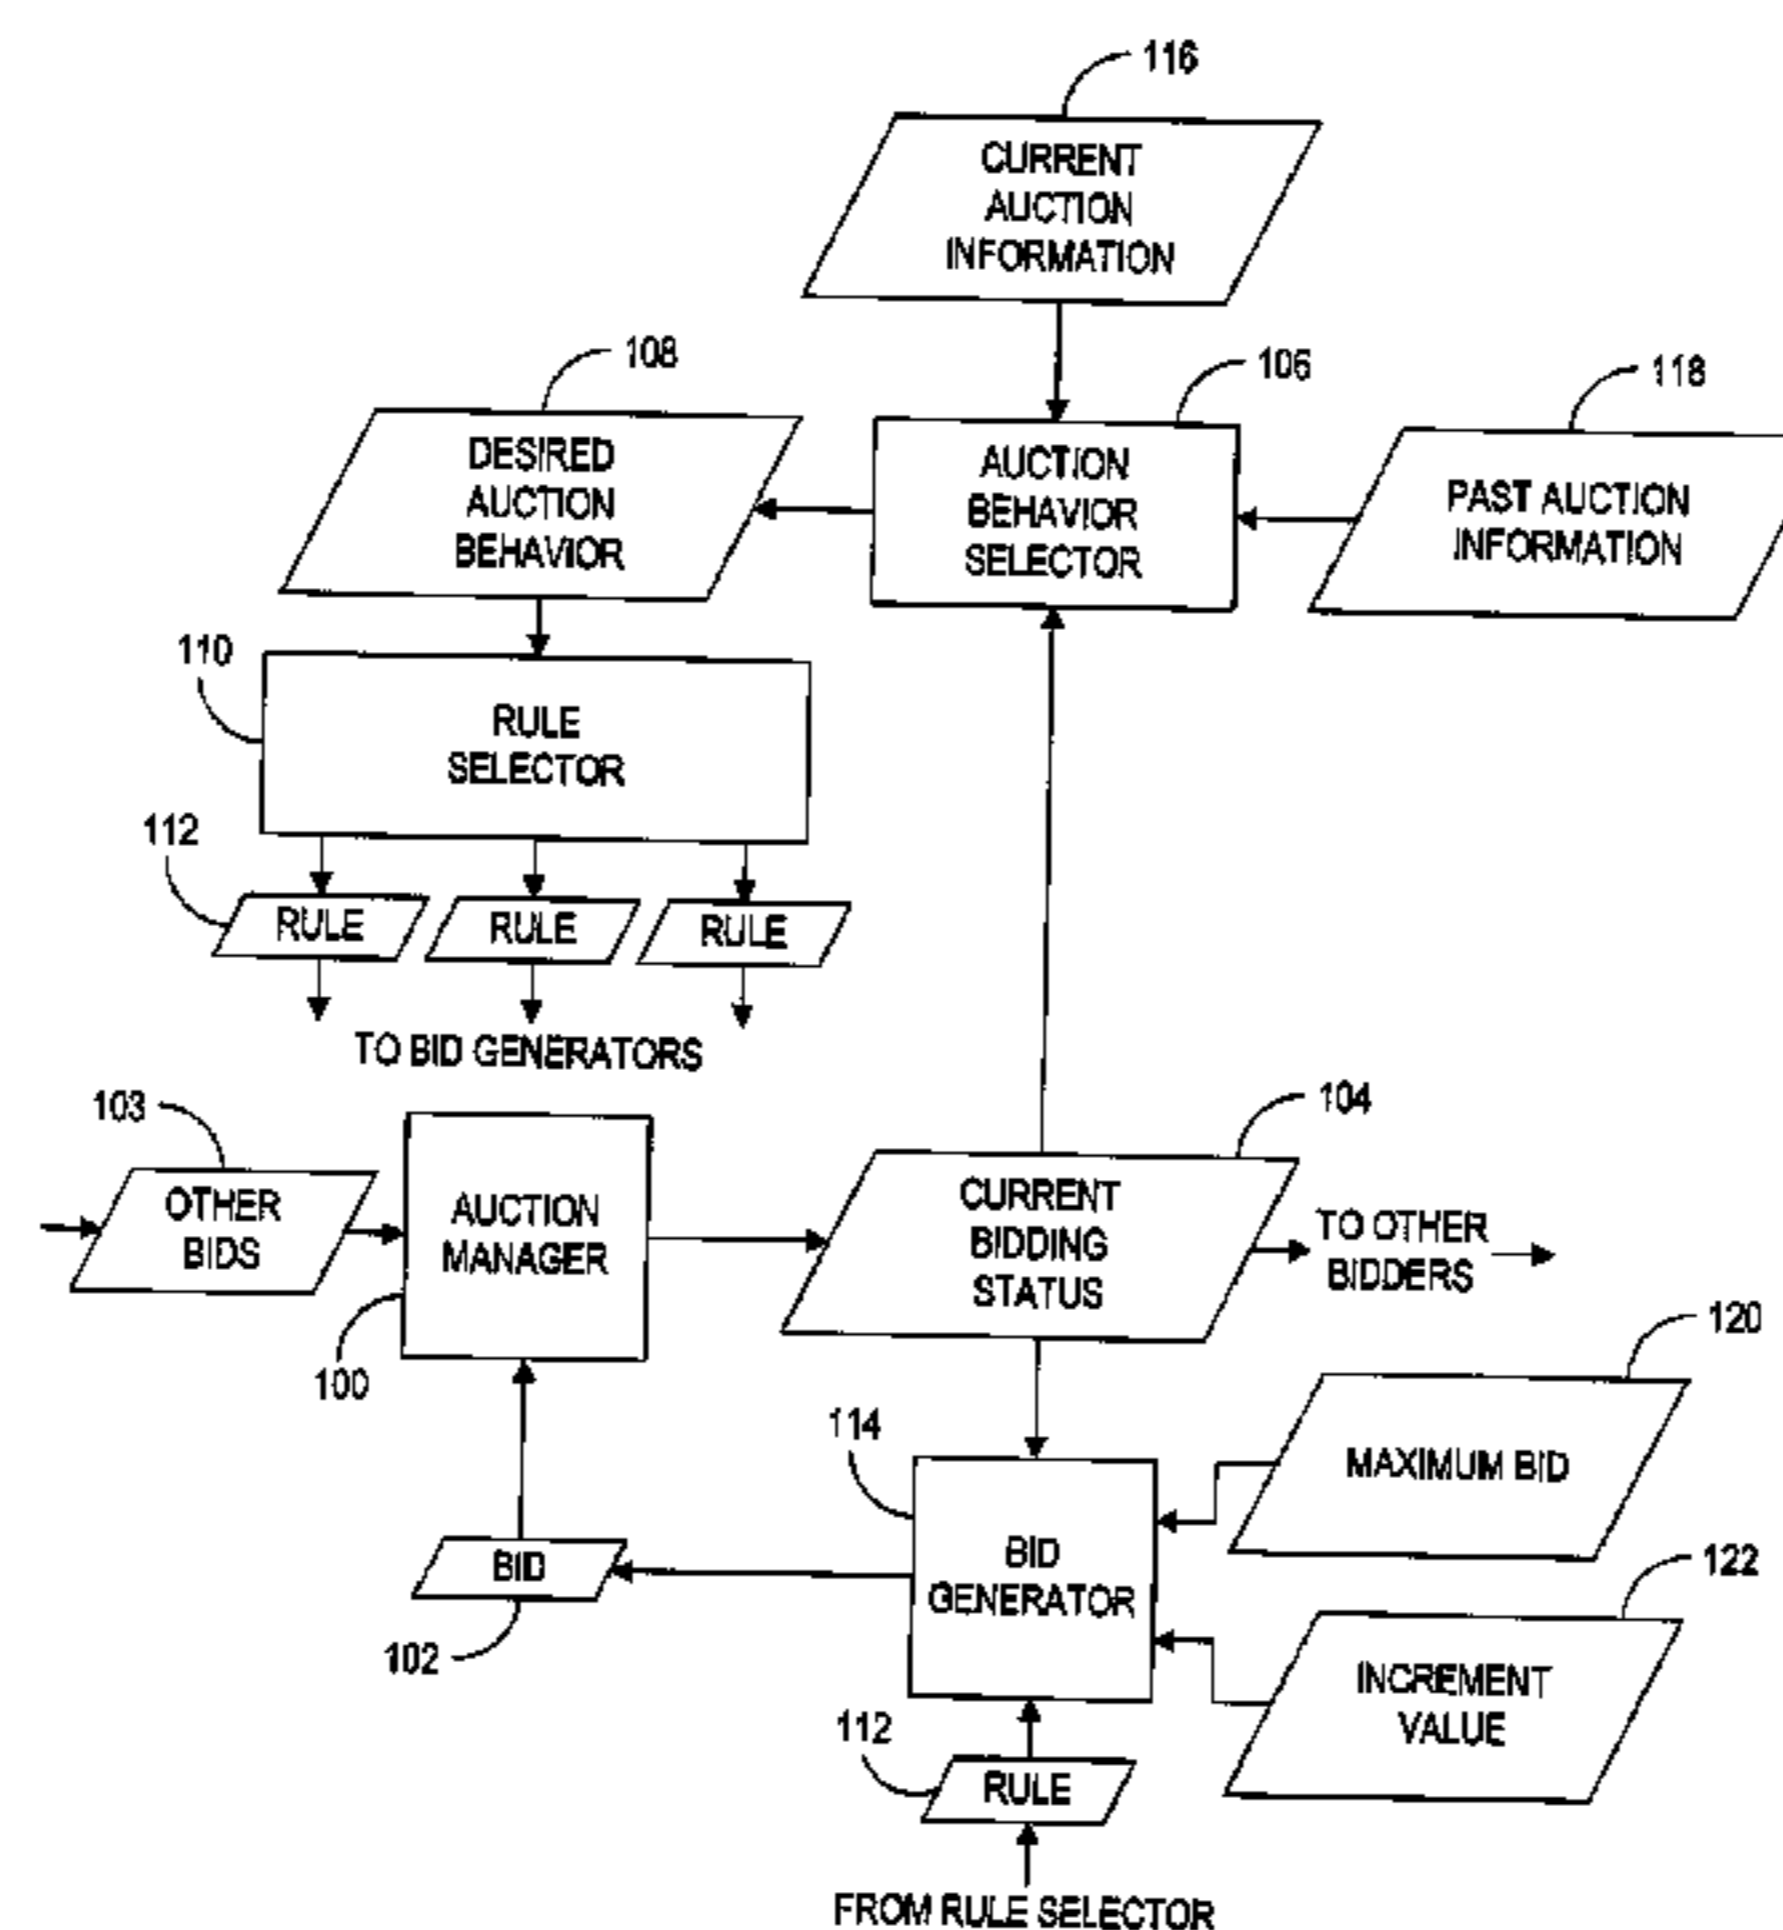 116
CURRENT
AUCTION
INFORMATION
108
106
118
DESIRED
AUCTION
BEHAVIOR
AUCTION
BEHAVIOR
SELECTOR
PAST AUCTION
INFORMATION
110
RULE
SELECTOR
112
RULE
RULE
RULE
TO BID GENERATORS
103
104
OTHER
BIDS
AUCTION
MANAGER
CURRENT
BIDDING
STATUS
TO OTHER
BIDDERS
100
120
114
MAXIMUM BID
BID
102
BID
GENERATOR
122
INCREMENT
VALUE
112
RULE
FROM RULE SELECTOR